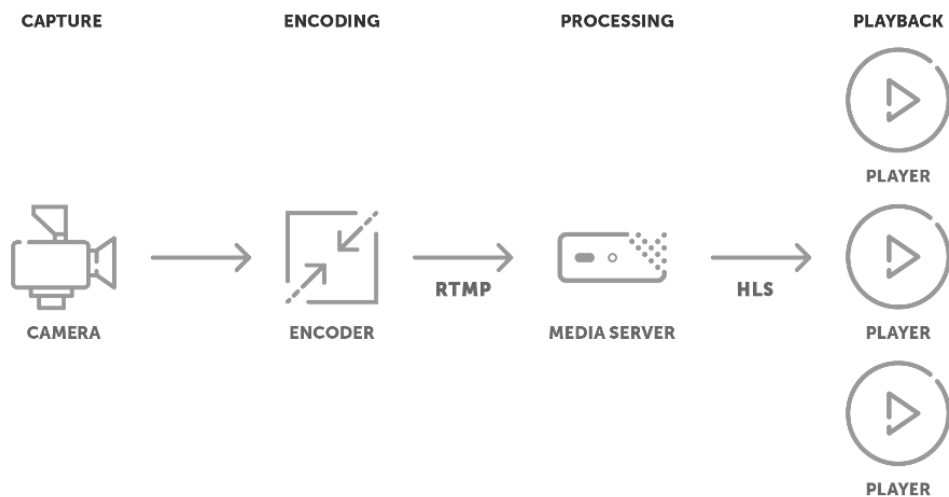 CAPTURE
ENCODING
PROCESSING
PLAYBACK
PLAYER
RTMP
HLS
CAMERA
ENCODER
MEDIA SERVER
PLAYER
PLAYER